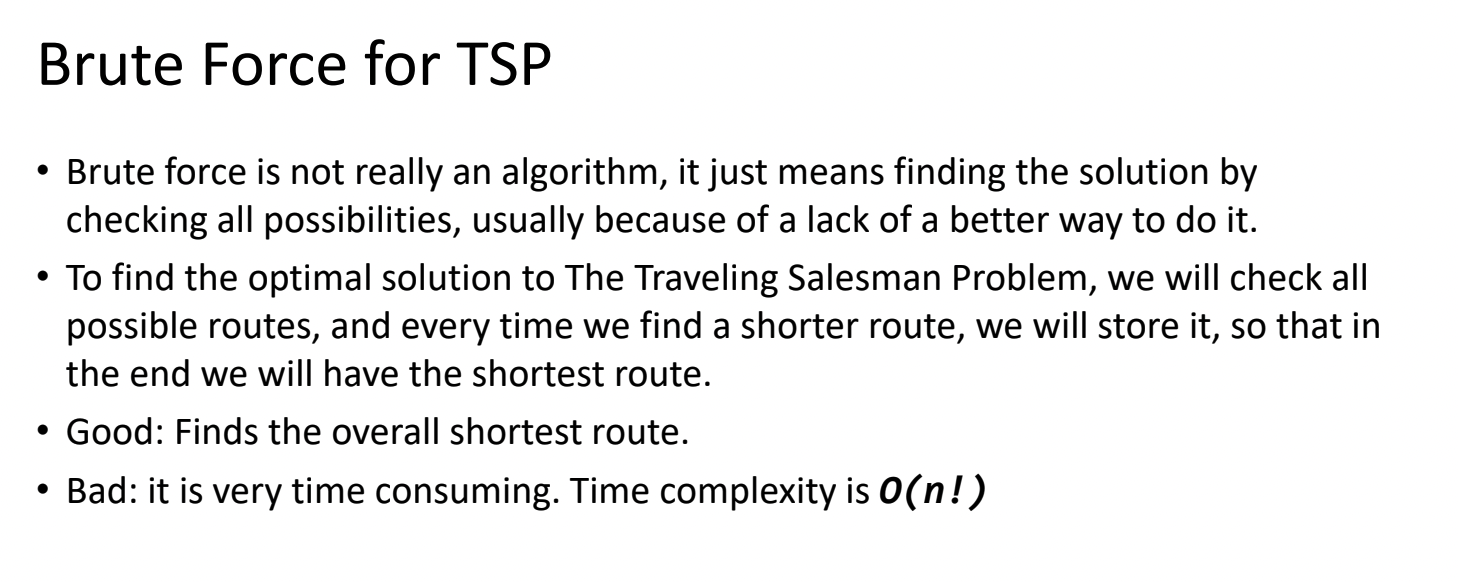 Brute Force for TSP
• Brute force is not really an algorithm, it just means finding the solution by
checking all possibilities, usually because of a lack of a better way to do it.
• To find the optimal solution to The Traveling Salesman Problem, we will check all
possible routes, and every time we find a shorter route, we will store it, so that in
the end we will have the shortest route.
• Good: Finds the overall shortest route.
• Bad: it is very time consuming. Time complexity is O(n!)